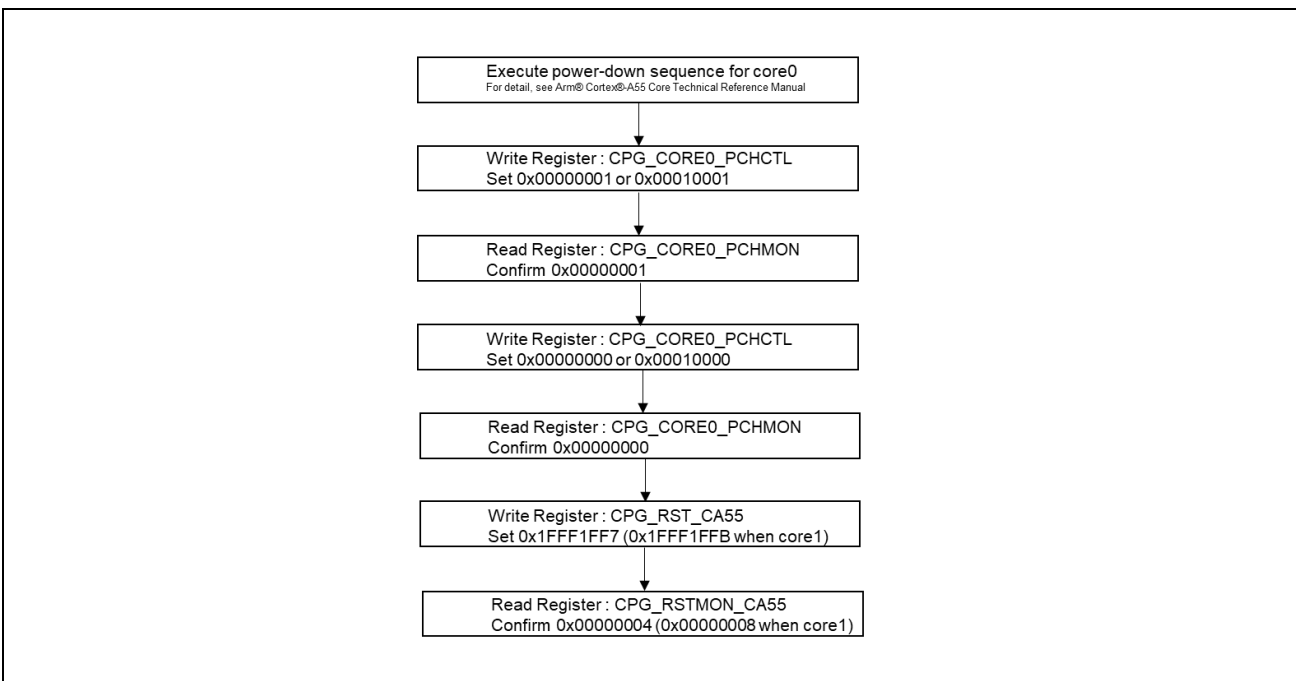 Execute power-down sequence for core0
For detail, see Arm® Cortex®-A55 Core Technical Reference Manual
Write Register : CPG_CORE0_PCHCTL
Set 0x00000001 or 0x00010001
Read Register : CPG_CORE0_PCHMON
Confirm 0x00000001
Write Register : CPG_CORE0_PCHCTL
Set 0x00000000 or 0x00010000
Read Register : CPG_CORE0_PCHMON
Confirm 0x00000000
Write Register : CPG_RST_CA55
Set 0x1FFF1FF7 (0x1FFF1FFB when core1)
Read Register : CPG_RSTMON_CA55
Confirm 0x00000004 (0x00000008 when core1)